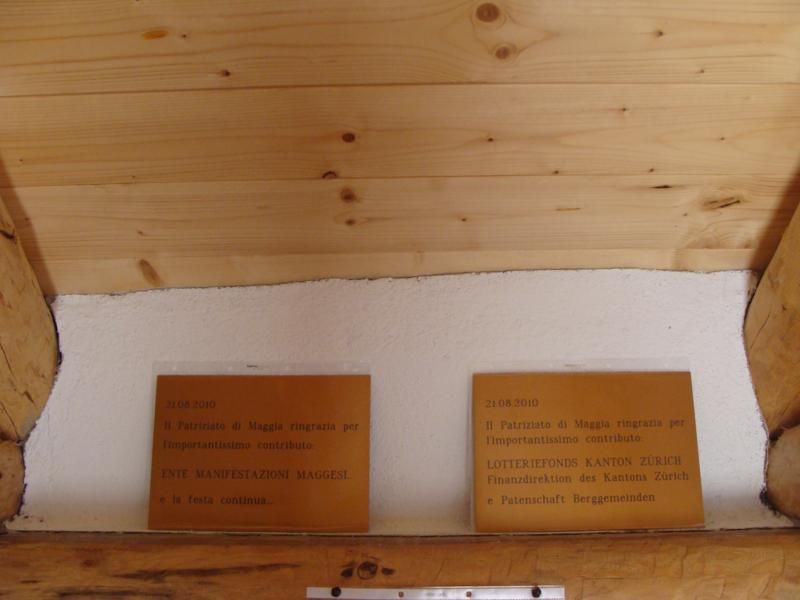 21.08.2010
Il Patriziato di Maggia ringrazia per
l'importantissimo contributo:
ENTE MANIFESTAZIONI MAGGESI.
e la festa continua...
21.08.2010
Il Patriziato di Maggia ringrazia per
l'importantissimo contributo:
LOTTERIEFONDS KANTON ZÜRICH
Finanzdirektion des Kantons Zürich
e Patenschaft Berggemeinden